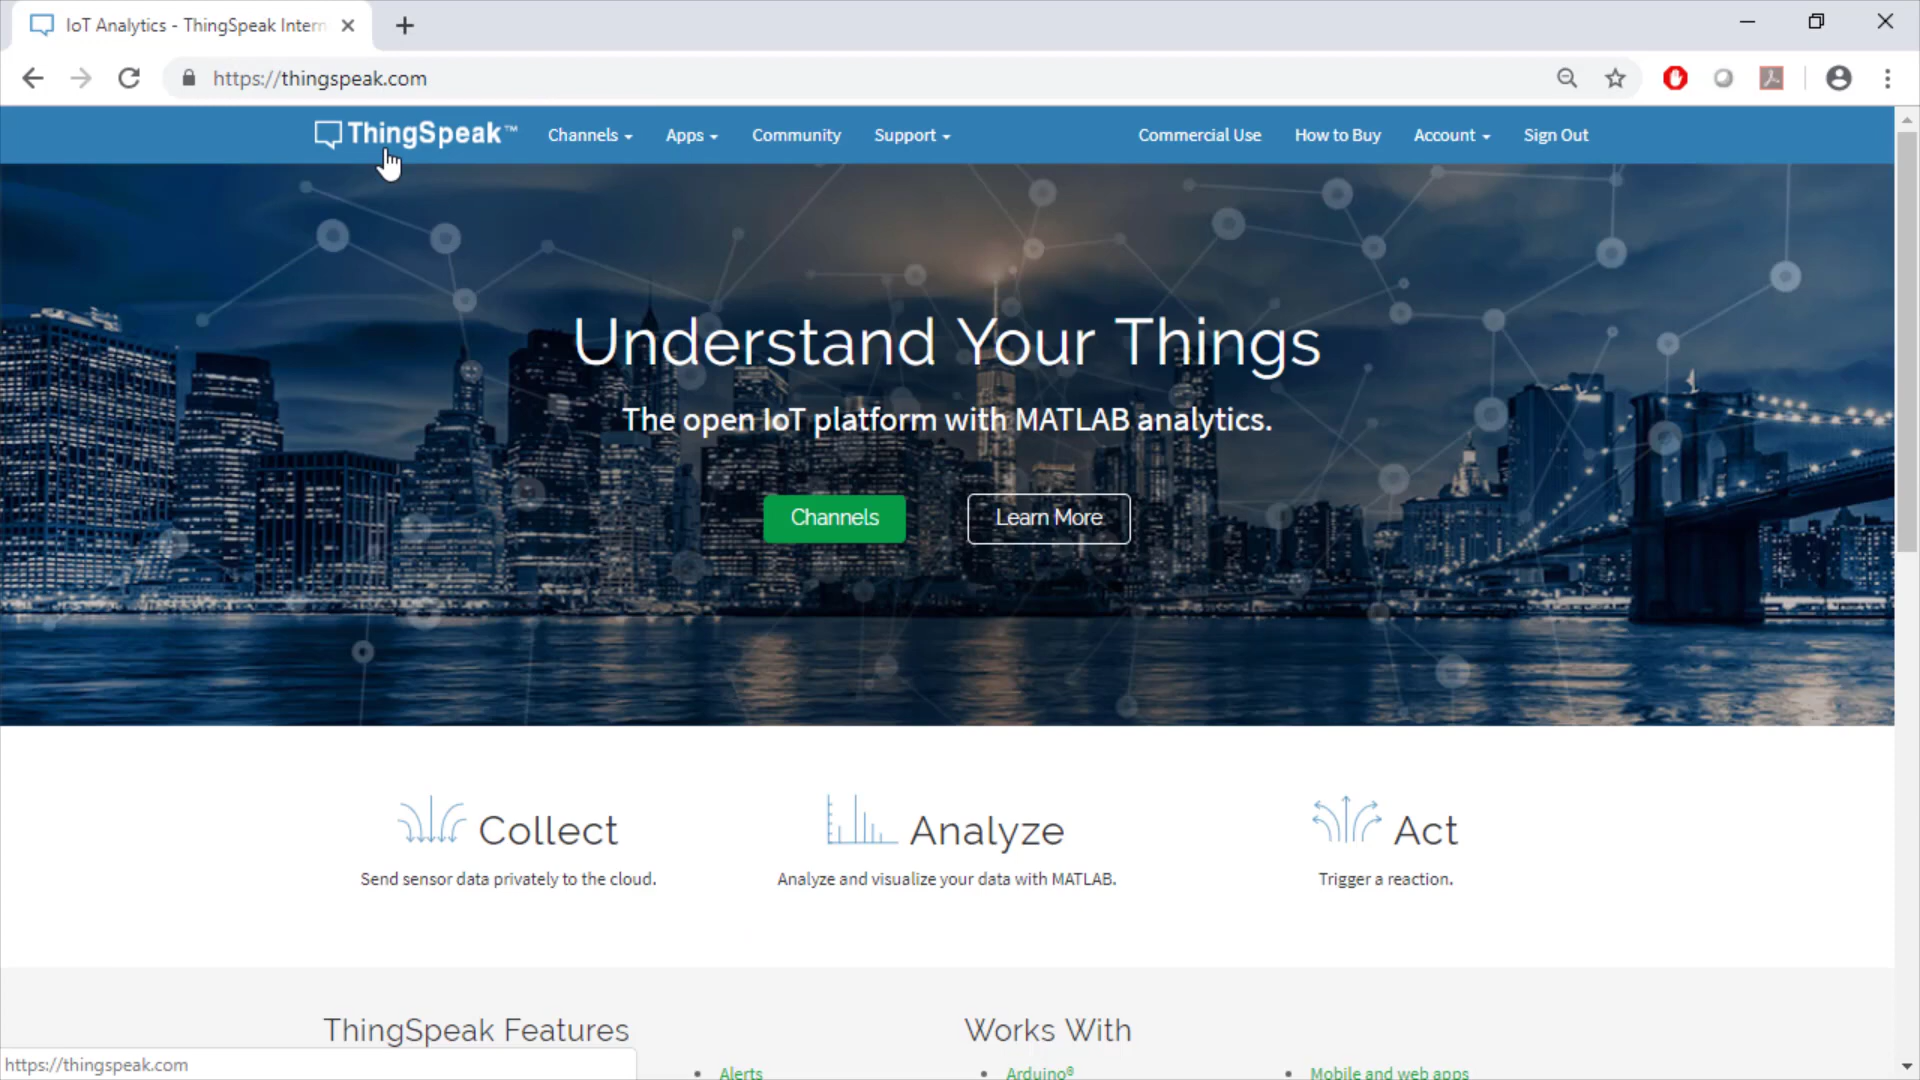 IoT Analytics - ThingSpeak Intern
https://thingspeak.com
ThingSpeak™ Channels Apps Community Support Commercial Use How to Buy Account Sign Out
Understand Your Things
The open IoT platform with MATLAB analytics.
Channels Learn More
Collect Analyze Act
Send sensor data privately to the cloud. Analyze and visualize your data with MATLAB. Trigger a reaction.
ThingSpeak Features Works With
https://thingspeak.com
• Alerts • Arduino® • Mobile and web apps